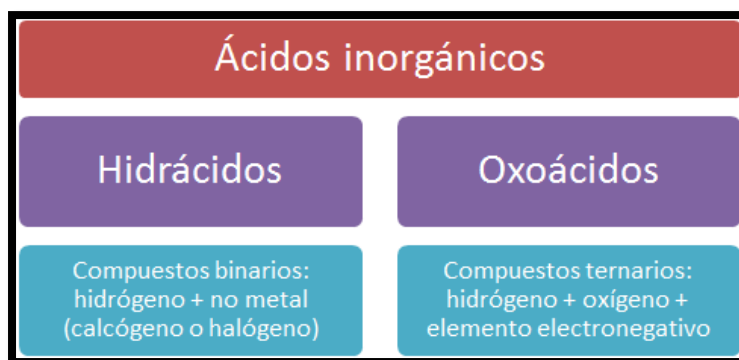 Ácidos inorgánicos
Hidrácidos
Oxoácidos
Compuestos binarios:
hidrógeno + no metal
(calcógeno o halógeno)
Compuestos ternarios:
hidrógeno + oxígeno +
elemento electronegativo